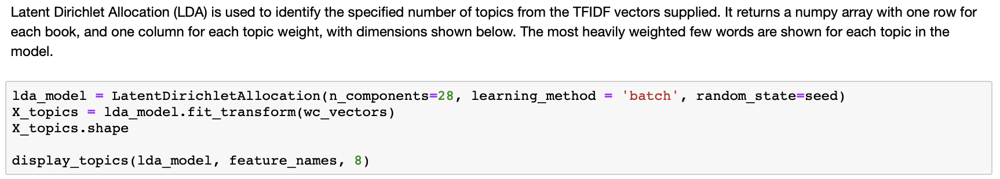 Latent Dirichlet Allocation (LDA) is used to identify the specified number of topics from the TFIDF vectors supplied. It returns a numpy array with one row for
each book, and one column for each topic weight, with dimensions shown below. The most heavily weighted few words are shown for each topic in the
model.
lda_model = LatentDirichletAllocation(n_components=28, learning_method = 'batch', random_state=seed)
X_topics = lda_model.fit_transform(wc_vectors)
X_topics.shape
display_topics(lda_model, feature_names, 8)